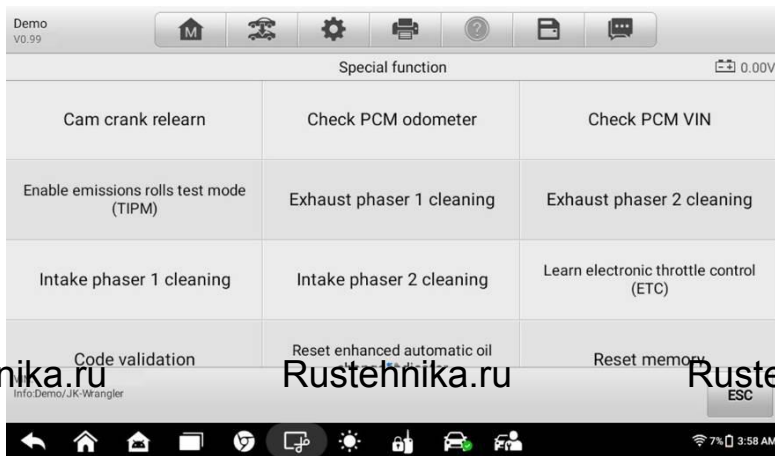 Demo
V0.99
M
Special function
0.00V
Cam crank relearn
Check PCM odometer
Check PCM VIN
Enable emissions rolls test mode
(TIPM)
Exhaust phaser 1 cleaning
Exhaust phaser 2 cleaning
Intake phaser 1 cleaning
Intake phaser 2 cleaning
Learn electronic throttle control
(ETC)
Code validation
Reset enhanced automatic oil
Reset memory
nika.ru
Rustehnika.ru
Ruste
Info:Demo/JK-Wrangler
ESC
7% 3:58 AM